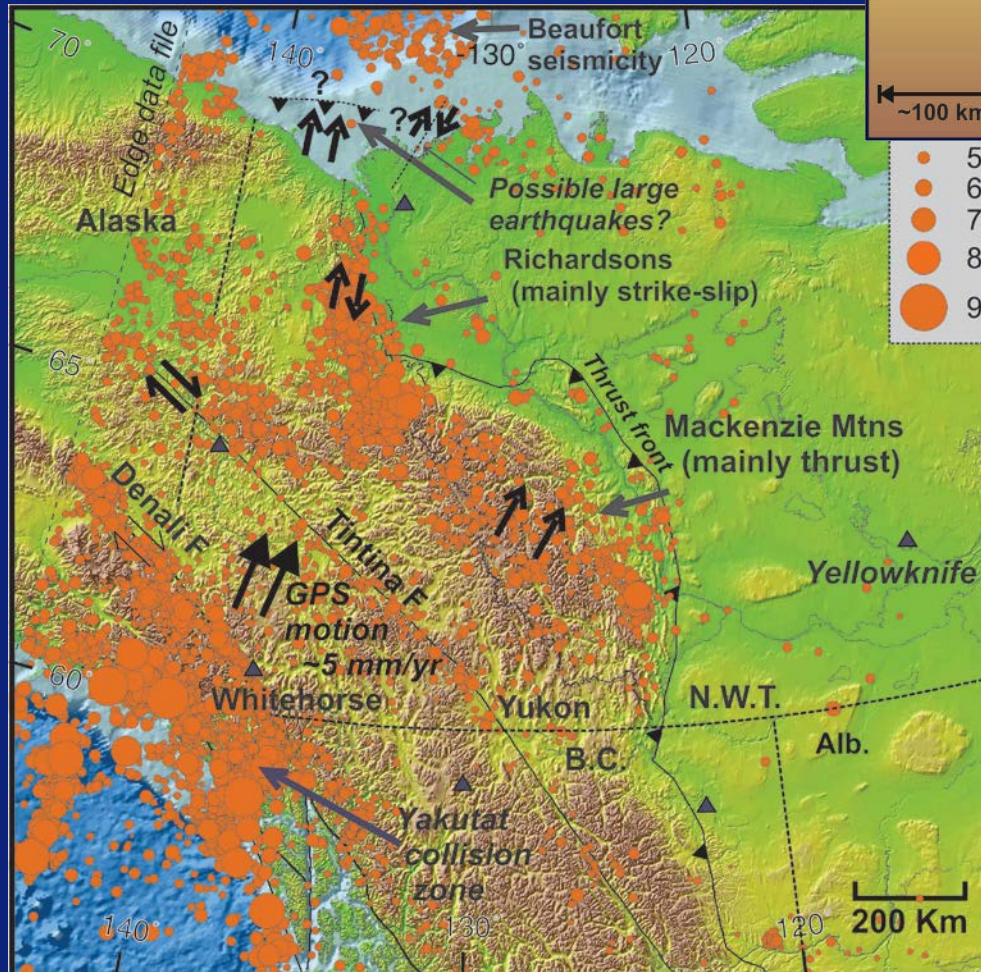 70°
140°
-130°
120°
Beaufort
seismicity
Edge data file
?
?
~100 km
5
6
7
8
9
Possible large
earthquakes?
Alaska
Richardsons
(mainly strike-slip)
65
Thrust front
Mackenzie Mtns
(mainly thrust)
Denali F
Tintina F
Yellowknife
GPS
motion
~5 mm/yr
60
Whitehorse
Yukon
N.W.T.
B.C.
Alb.
Yakutat
collision
zone
200 Km
140
130
120